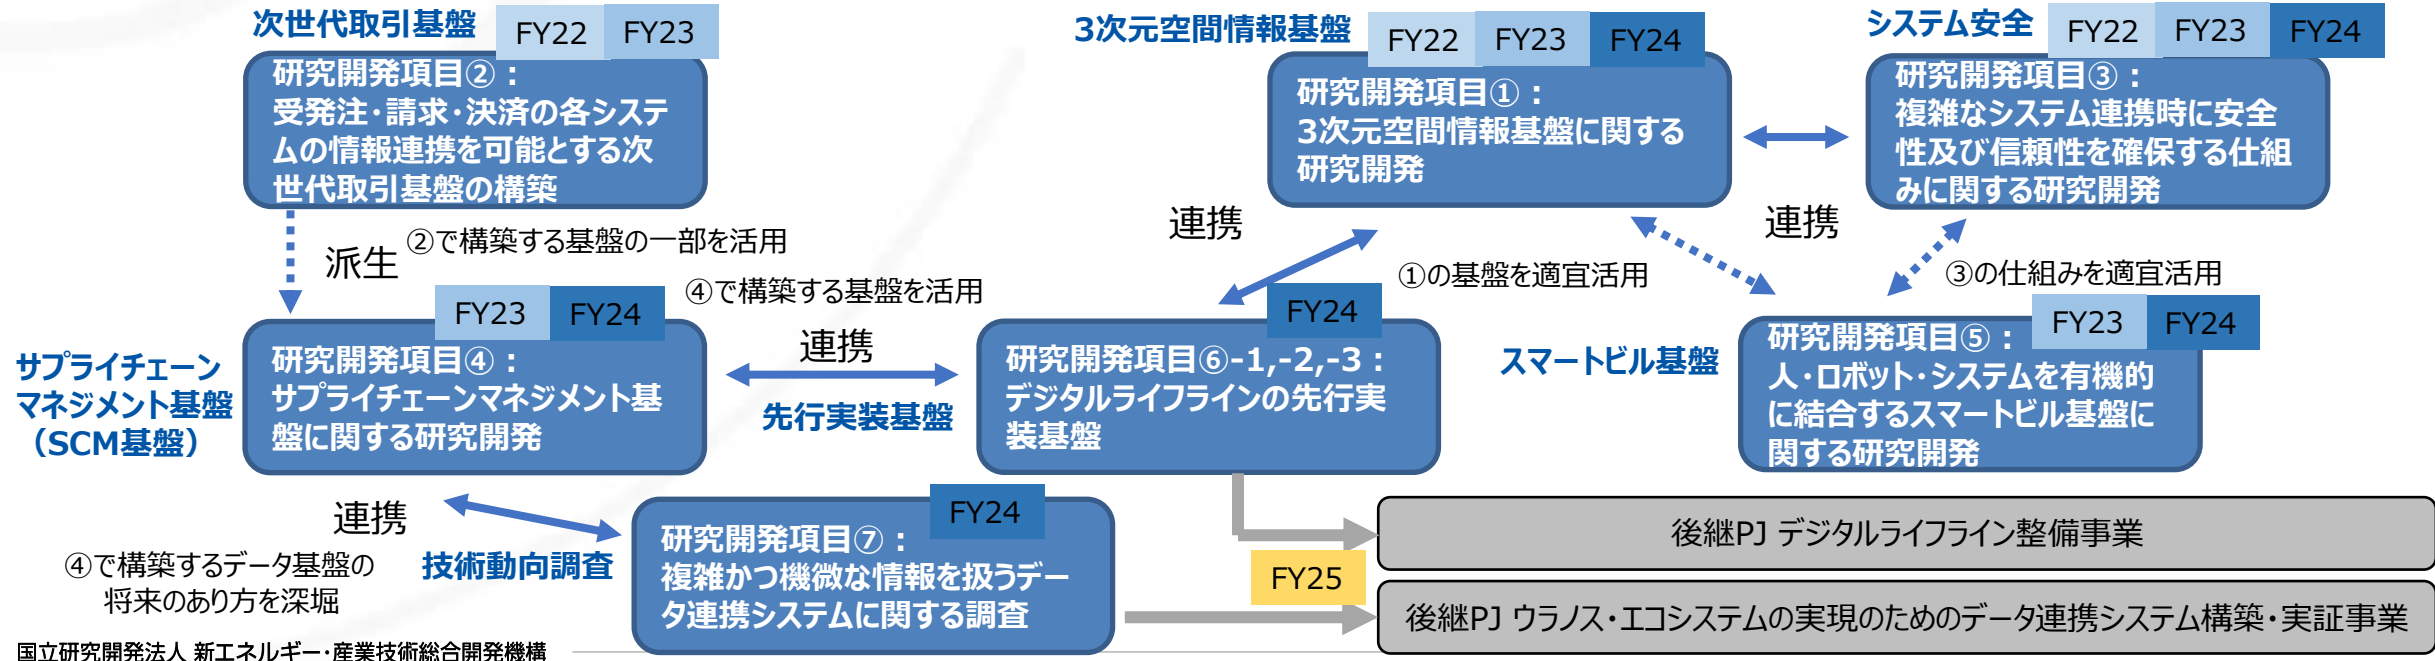 次世代取引基盤
FY22
FY23
研究開発項目②：
受発注・請求・決済の各システ
ムの情報連携を可能とする次
世代取引基盤の構築
3次元空間情報基盤
FY22
FY23
FY24
研究開発項目①：
3次元空間情報基盤に関する
研究開発
システム安全
FY22
FY23
FY24
研究開発項目③：
複雑なシステム連携時に安全
性及び信頼性を確保する仕組
みに関する研究開発
派生
②で構築する基盤の一部を活用
④で構築する基盤を活用
連携
①の基盤を適宜活用
連携
③の仕組みを適宜活用
サプライチェーン
マネジメント基盤
（SCM基盤）
FY23
FY24
研究開発項目④：
サプライチェーンマネジメント基
盤に関する研究開発
連携
先行実装基盤
FY24
研究開発項目⑥-1,-2,-3：
デジタルライフラインの先行実
装基盤
スマートビル基盤
FY23
FY24
研究開発項目⑤：
人・ロボット・システムを有機的
に結合するスマートビル基盤に
関する研究開発
連携
④で構築するデータ基盤の
将来のあり方を深堀
技術動向調査
FY24
研究開発項目⑦：
複雑かつ機微な情報を扱うデー
タ連携システムに関する調査
FY25
後継PJ デジタルライフライン整備事業
後継PJ ウラノス・エコシステムの実現のためのデータ連携システム構築・実証事業
国立研究開発法人 新エネルギー・産業技術総合開発機構